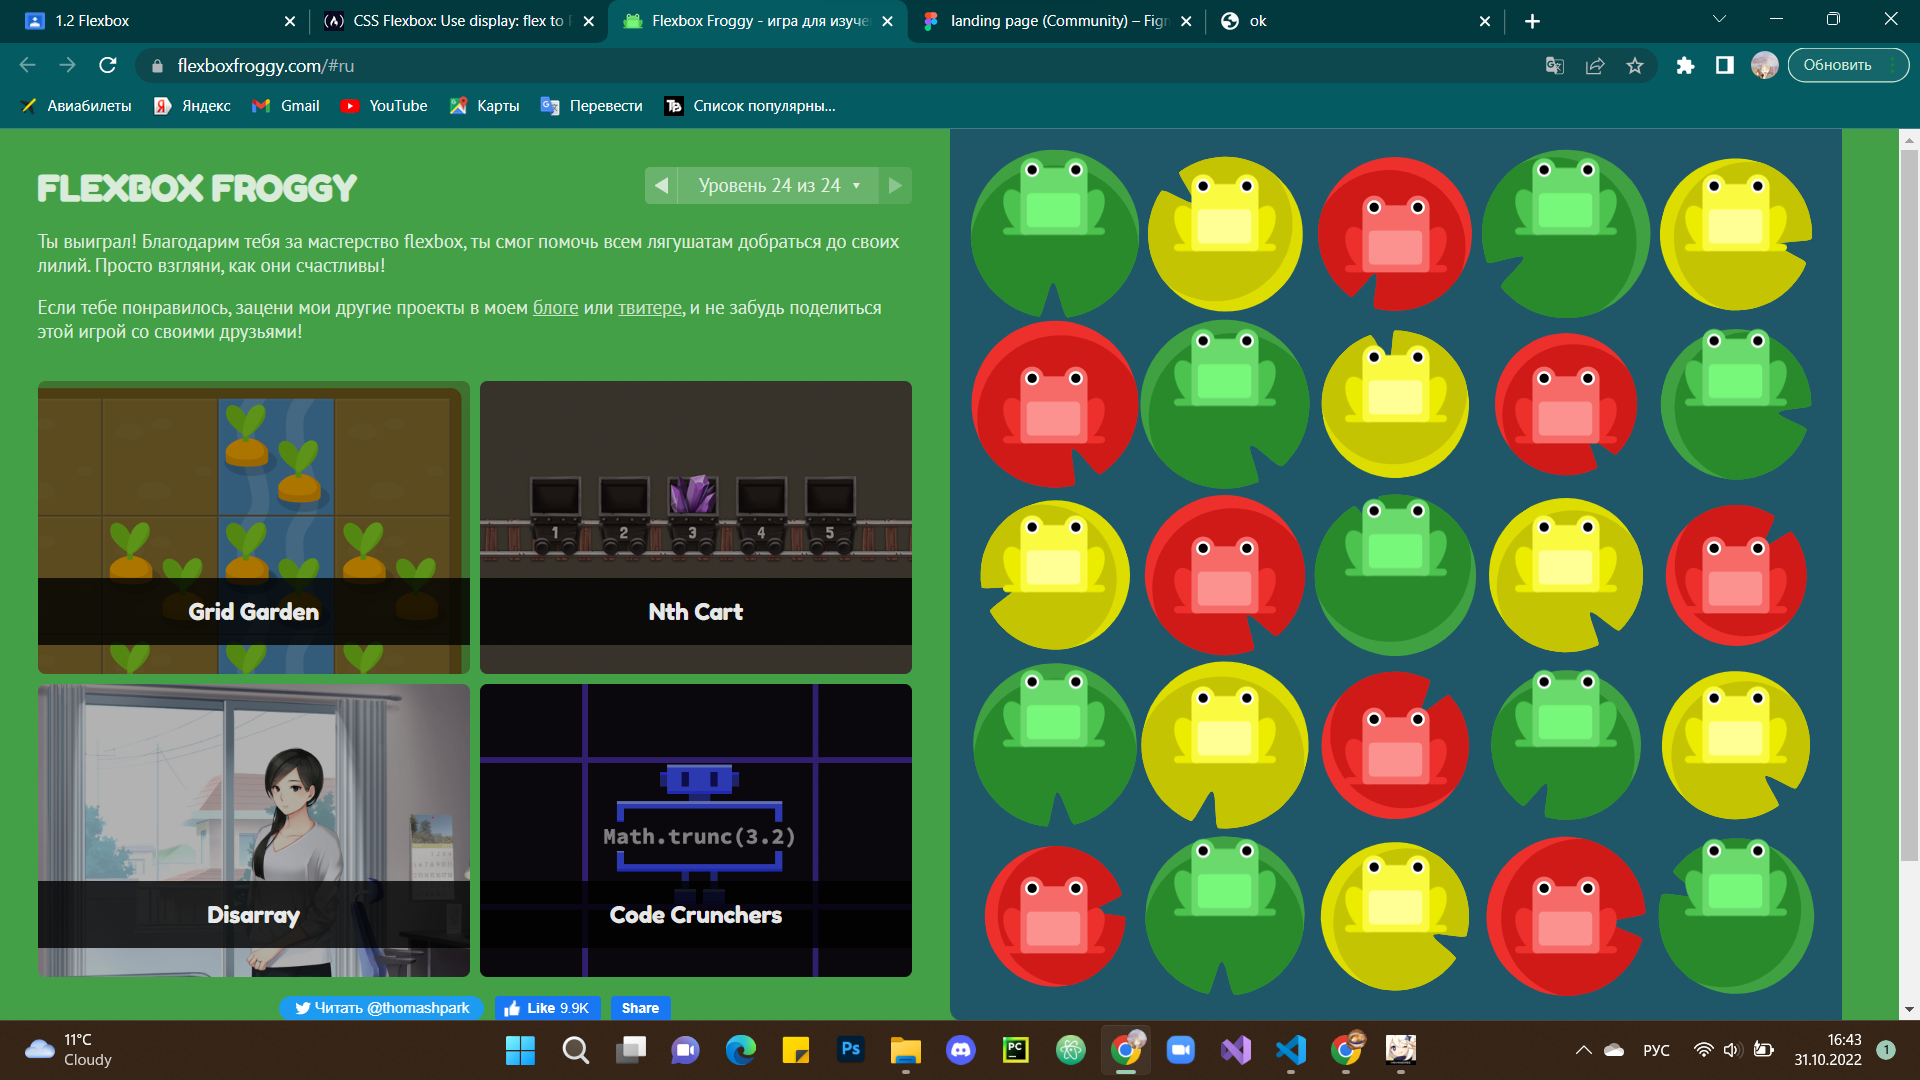 1.2 Flexbox
CSS Flexbox: Use display: flex to
Flexbox Froggy - игра для изуче
landing page (Community) – Fig
ok
flexboxfroggy.com/#ru
Обновить
Авиабилеты
Яндекс
Gmail
YouTube
Карты
Перевести
TB
Список популярны...
FLEXBOX FROGGY
Уровень 24 из 24
Ты выиграл! Благодарим тебя за мастерство flexbox, ты смог помочь всем лягушатам добраться до своих
лилий. Просто взгляни, как они счастливы!
Если тебе понравилось, зацени мои другие проекты в моем блоге или твитере, и не забудь поделиться
этой игрой со своими друзьями!
1 2 3 4 5
Grid Garden
Nth Cart
Math.trunc(3.2)
Disarray
Code Crunchers
Читать @thomashpark
Like 9.9K
Share
11°C
Cloudy
Ps
PC
РУС
16:43
31.10.2022
1